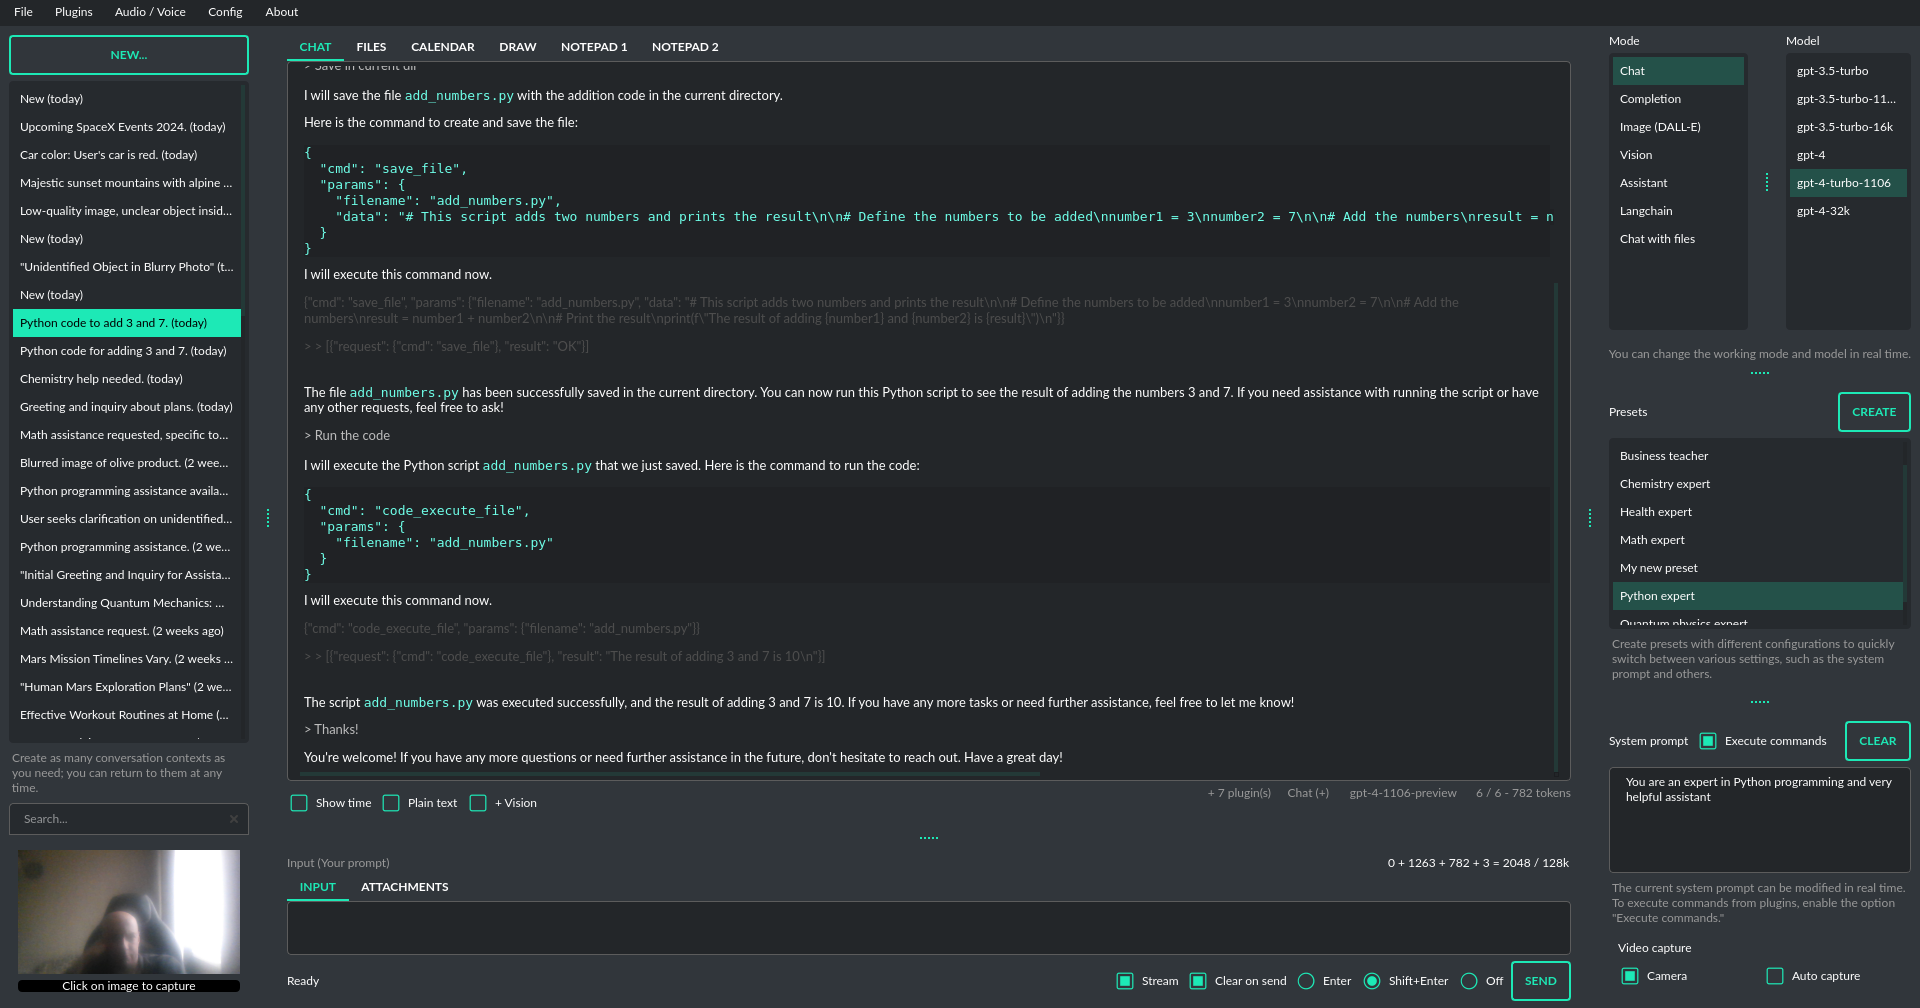 File Plugins Audio / Voice Config About
NEW...
New (today)
Upcoming SpaceX Events 2024. (today)
Car color: User's car is red. (today)
Majestic sunset mountains with alpine ...
Low-quality image, unclear object insid...
New (today)
"Unidentified Object in Blurry Photo" (t...
New (today)
Python code to add 3 and 7. (today)
Python code for adding 3 and 7. (today)
Chemistry help needed. (today)
Greeting and inquiry about plans. (today)
Math assistance requested, specific to...
Blurred image of olive product. (2 wee...
Python programming assistance availa...
User seeks clarification on unidentified...
Python programming assistance. (2 we...
"Initial Greeting and Inquiry for Assista...
Understanding Quantum Mechanics: ...
Math assistance request. (2 weeks ago)
Mars Mission Timelines Vary. (2 weeks ...
"Human Mars Exploration Plans" (2 we...
Effective Workout Routines at Home (...
Create as many conversation contexts as
you need; you can return to them at any
time.
Search...
Click on image to capture
CHAT FILES CALENDAR DRAW NOTEPAD 1 NOTEPAD 2
> Save in current dir
I will save the file add_numbers.py with the addition code in the current directory.
Here is the command to create and save the file:
{
"cmd": "save_file",
"params": {
"filename": "add_numbers.py",
"data": "# This script adds two numbers and prints the result\n\n# Define the numbers to be added\nnumber1 = 3\nnumber2 = 7\n\n# Add the numbers\nresult = n
}
}
I will execute this command now.
{"cmd": "save_file", "params": {"filename": "add_numbers.py", "data": "# This script adds two numbers and prints the result\n\n# Define the numbers to be added\nnumber1 = 3\nnumber2 = 7\n\n# Add the
numbers\nresult = number1 + number2\n\n# Print the result\nprint(f\"The result of adding {number1} and {number2} is {result}\")\n"}}
> > [{"request": {"cmd": "save_file"}, "result": "OK"}]
The file add_numbers.py has been successfully saved in the current directory. You can now run this Python script to see the result of adding the numbers 3 and 7. If you need assistance with running the script or have
any other requests, feel free to ask!
> Run the code
I will execute the Python script add_numbers.py that we just saved. Here is the command to run the code:
{
"cmd": "code_execute_file",
"params": {
"filename": "add_numbers.py"
}
}
I will execute this command now.
{"cmd": "code_execute_file", "params": {"filename": "add_numbers.py"}}
> > [{"request": {"cmd": "code_execute_file"}, "result": "The result of adding 3 and 7 is 10\n"}]
The script add_numbers.py was executed successfully, and the result of adding 3 and 7 is 10. If you have any more tasks or need further assistance, feel free to let me know!
> Thanks!
You're welcome! If you have any more questions or need further assistance in the future, don't hesitate to reach out. Have a great day!
Show time Plain text + Vision
+ 7 plugin(s) Chat (+) gpt-4-1106-preview 6 / 6 - 782 tokens
Input (Your prompt)
0 + 1263 + 782 + 3 = 2048 / 128k
INPUT ATTACHMENTS
Ready
Stream Clear on send Enter Shift+Enter Off SEND
Mode
Chat
Completion
Image (DALL-E)
Vision
Assistant
Langchain
Chat with files
Model
gpt-3.5-turbo
gpt-3.5-turbo-11...
gpt-3.5-turbo-16k
gpt-4
gpt-4-turbo-1106
gpt-4-32k
You can change the working mode and model in real time.
Presets
CREATE
Business teacher
Chemistry expert
Health expert
Math expert
My new preset
Python expert
Quantum physics expert
Create presets with different configurations to quickly
switch between various settings, such as the system
prompt and others.
System prompt Execute commands CLEAR
You are an expert in Python programming and very
helpful assistant
The current system prompt can be modified in real time.
To execute commands from plugins, enable the option
"Execute commands."
Video capture
Camera Auto capture